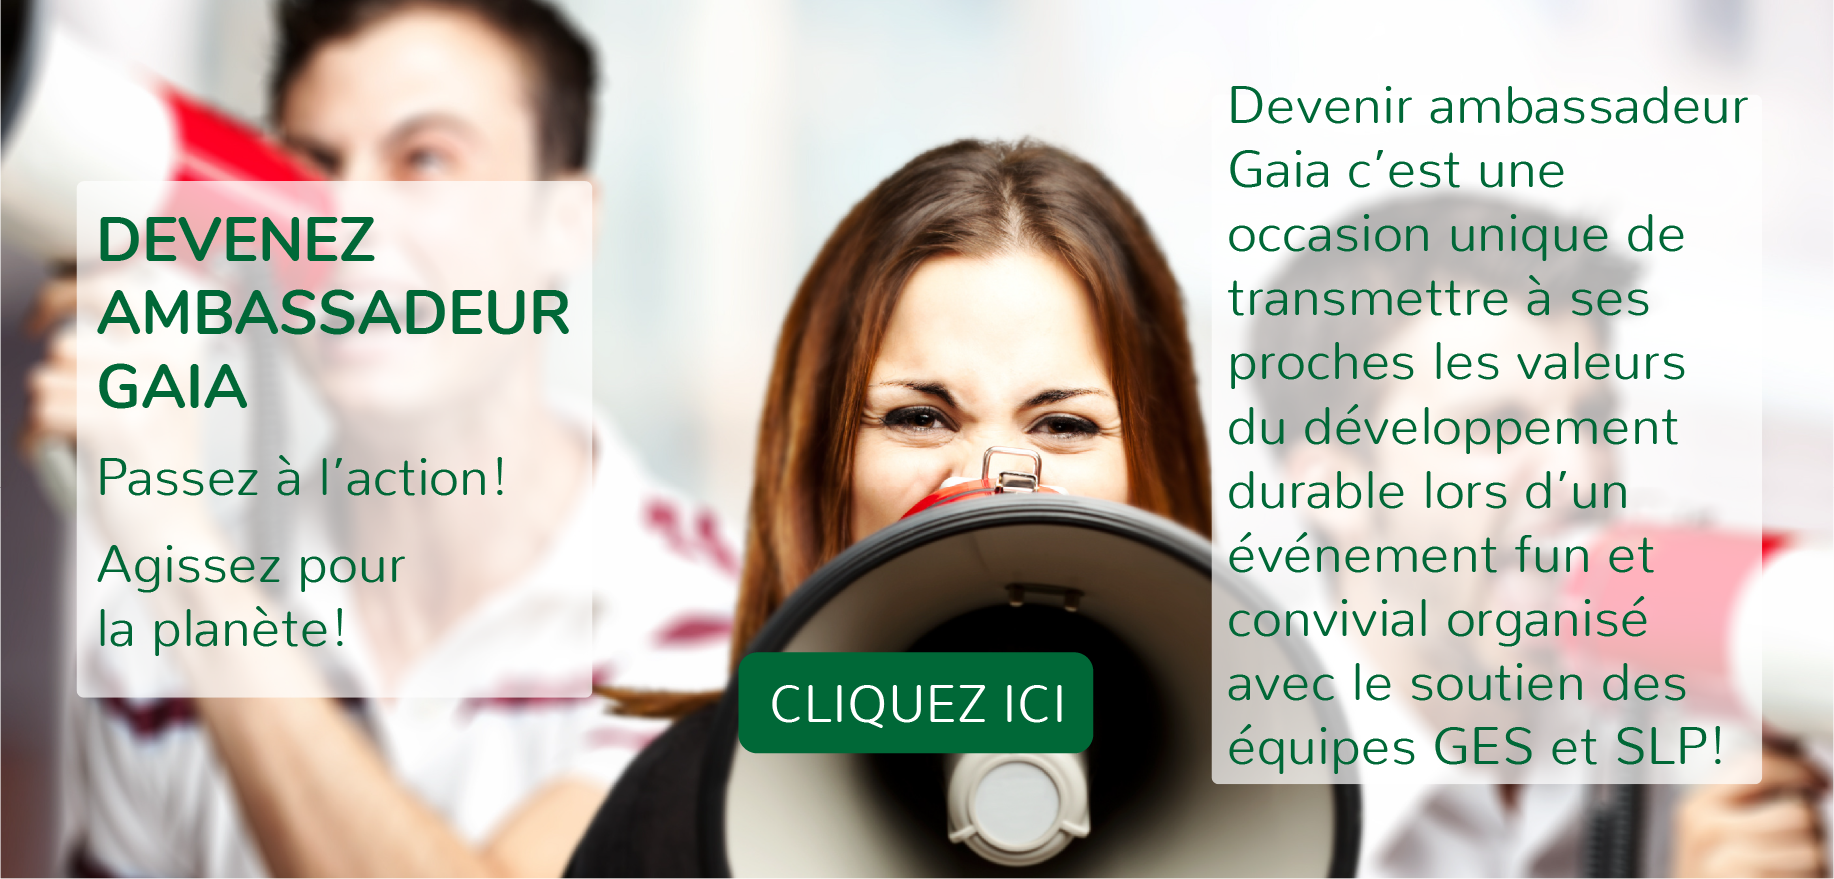 DEVENEZ
AMBASSADEUR
GAIA
Passez à l’action!
Agissez pour
la planète!
CLIQUEZ ICI
Devenir ambassadeur
Gaia c’est une
occasion unique de
transmettre à ses
proches les valeurs
du développement
durable lors d’un
événement fun et
convivial organisé
avec le soutien des
équipes GES et SLP!